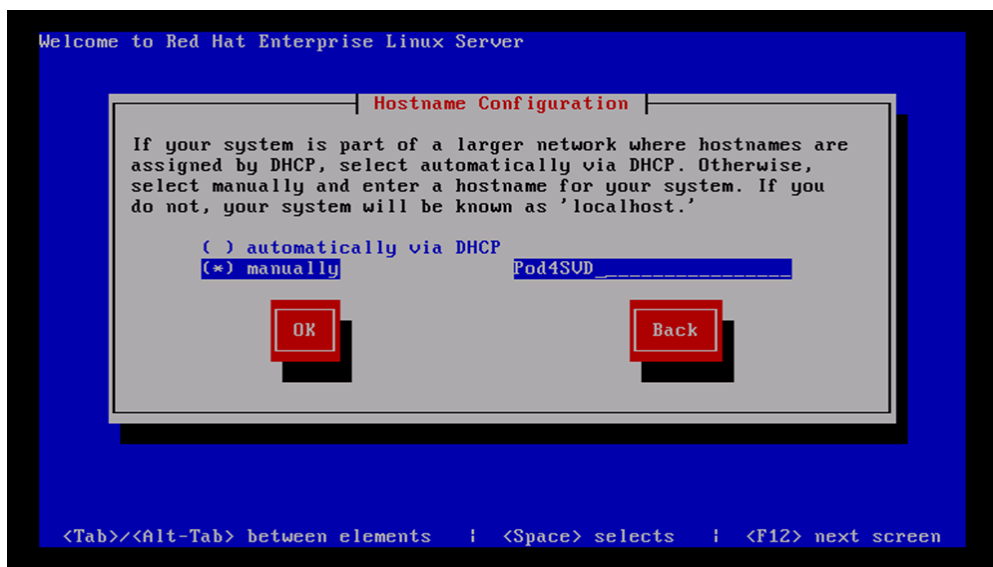 Welcome to Red Hat Enterprise Linux Server
Hostname Configuration
If your system is part of a larger network where hostnames are
assigned by DHCP, select automatically via DHCP. Otherwise,
select manually and enter a hostname for your system. If you
do not, your system will be known as 'localhost.'
( ) automatically via DHCP
(*) manually Pod4SVD_________________
OK Back
<Tab>/<Alt-Tab> between elements | <Space> selects | <F12> next screen